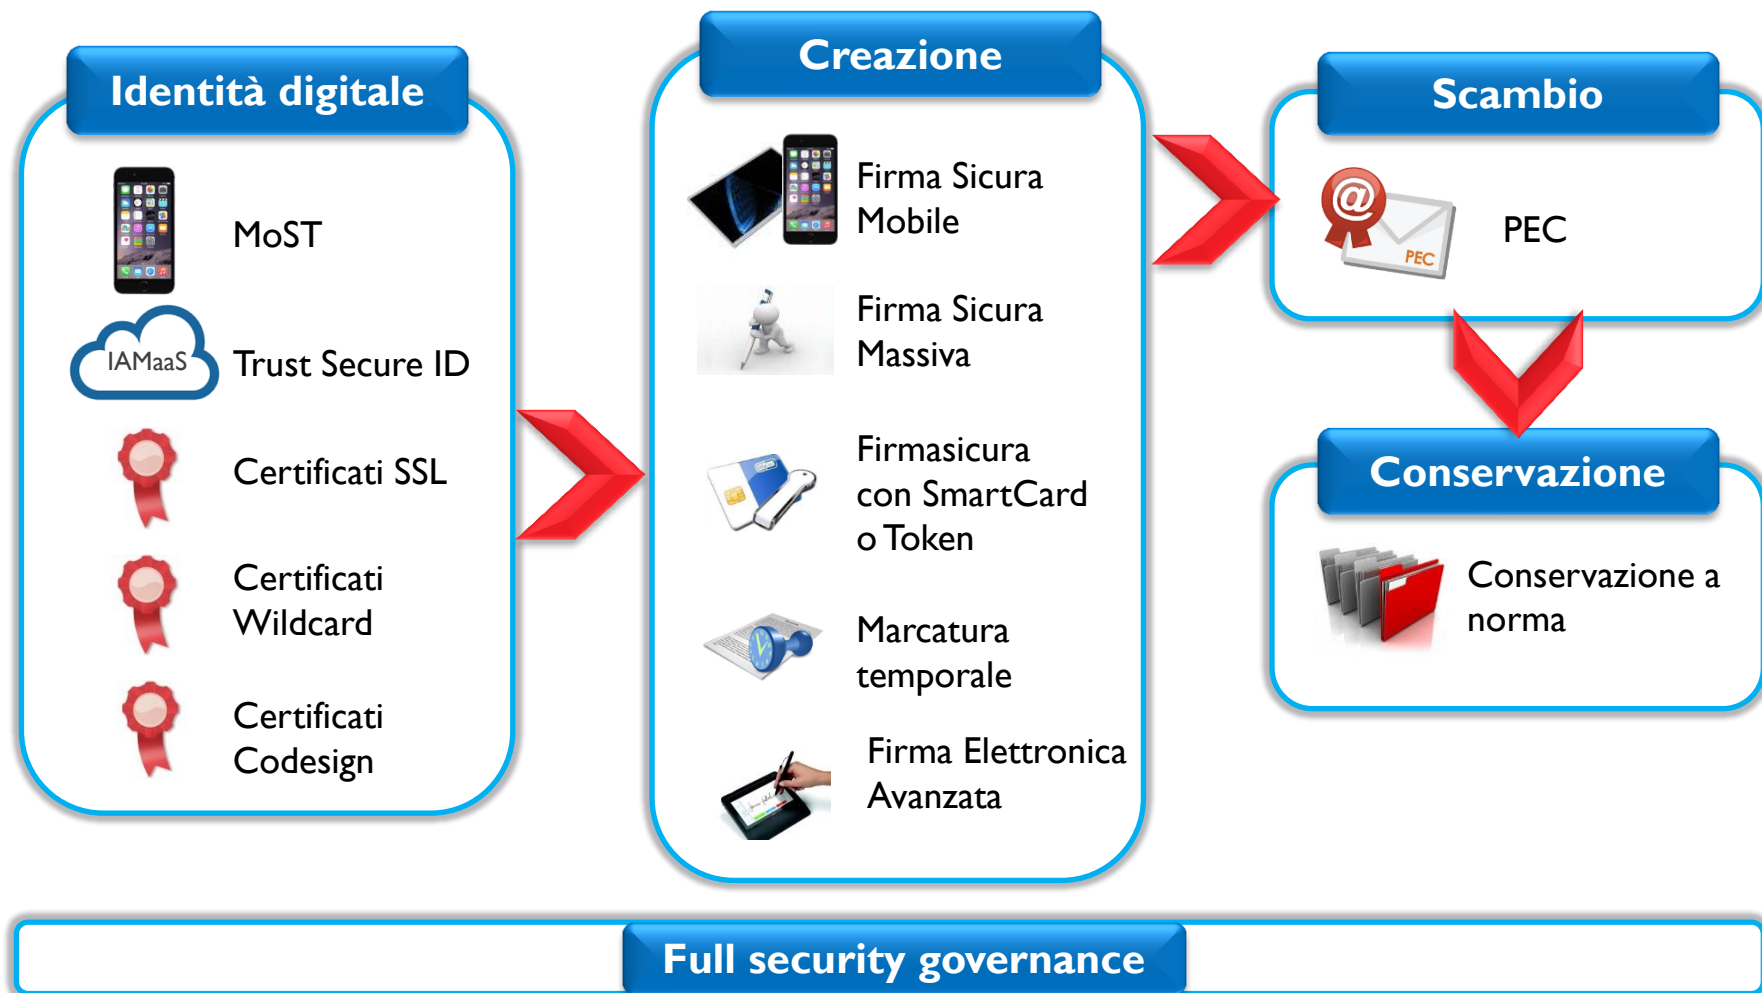 Identità digitale
MoST
IAMaaS
Trust Secure ID
Certificati SSL
Certificati
Wildcard
Certificati
Codesign
Creazione
Firma Sicura
Mobile
Firma Sicura
Massiva
Firmasicura
con SmartCard
o Token
Marcatura
temporale
Firma Elettronica
Avanzata
Scambio
@
PEC
PEC
Conservazione
Conservazione a
norma
Full security governance